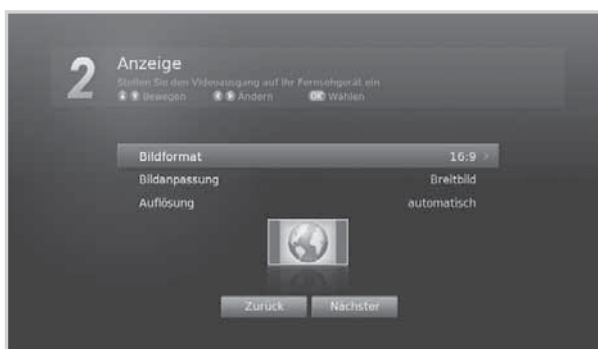 2 Anzeige
Stellen Sie den Videoausgang auf Ihr Fernsehgerät ein
Bewegen Ändern OK Wählen
Bildformat 16:9 >
Bildanpassung Breitbild
Auflösung automatisch
Zurück Nächster